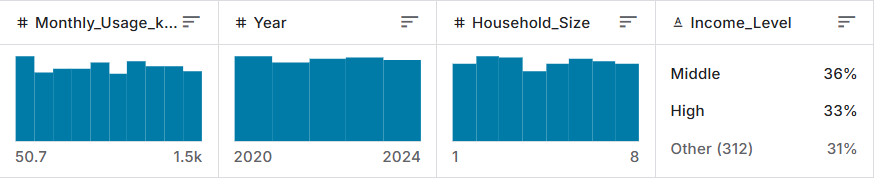 # Monthly_Usage_k...
50.7 1.5k
# Year
2020 2024
# Household_Size
1 8
A Income_Level
Middle 36%
High 33%
Other (312) 31%